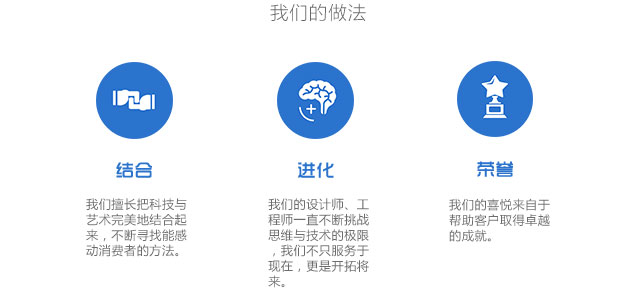 我们的做法
结合
我们擅长把科技与
艺术完美地结合起
来，不断寻找能感
动消费者的方法。
进化
我们的设计师、工
程师一直不断挑战
思维与技术的极限
，我们不只服务于
现在，更是开拓将
来。
荣誉
我们的喜悦来自于
帮助客户取得卓越
的成就。